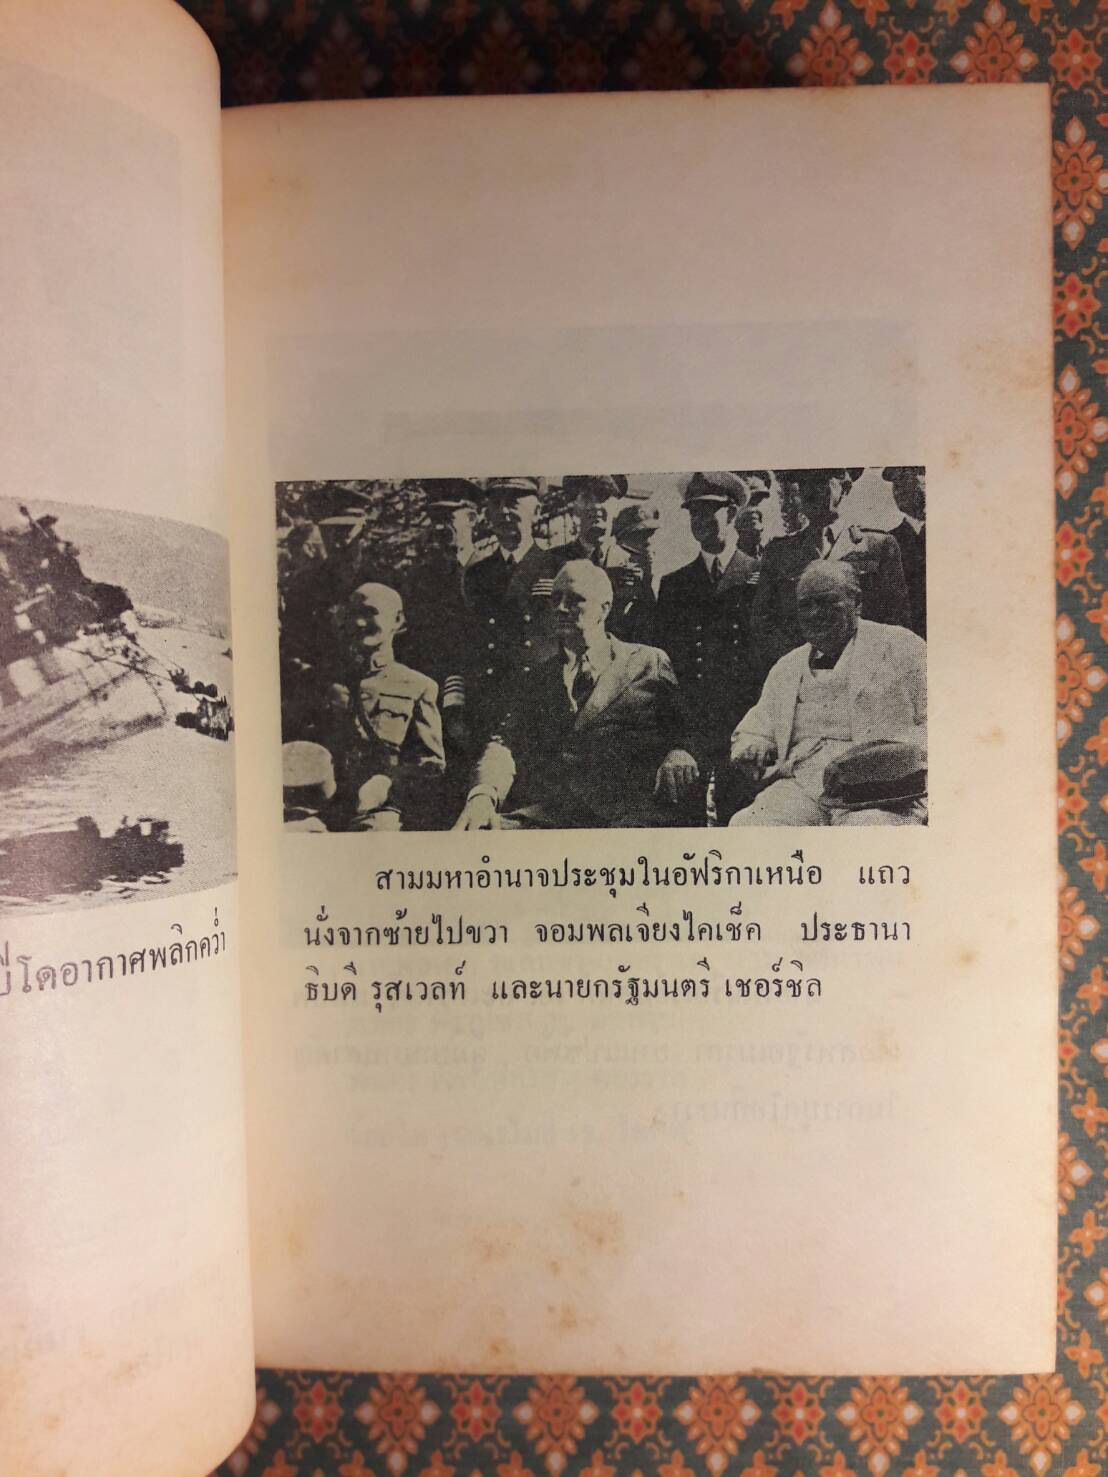 โดอากาศพลิกคว่ำ
สามมหาอำนาจประชุมในอัฟริกาเหนือ แถว
นั่งจากซ้ายไปขวา จอมพลเจียงไคเช็ค ประธานา
ธิบดี รุสเวลท์ และนายกรัฐมนตรี เชอร์ชิล